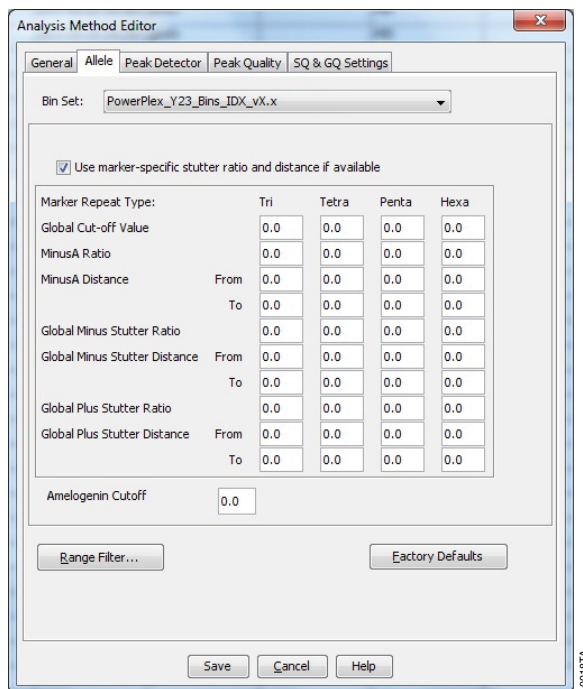 Analysis Method Editor
General Allele Peak Detector Peak Quality SQ & GQ Settings
Bin Set: PowerPlex_Y23_Bins_IDX_vX.x
Use marker-specific stutter ratio and distance if available
Marker Repeat Type: Tri Tetra Penta Hexa
Global Cut-off Value 0.0 0.0 0.0 0.0
MinusA Ratio 0.0 0.0 0.0 0.0
MinusA Distance From 0.0 0.0 0.0 0.0
To 0.0 0.0 0.0 0.0
Global Minus Stutter Ratio 0.0 0.0 0.0 0.0
Global Minus Stutter Distance From 0.0 0.0 0.0 0.0
To 0.0 0.0 0.0 0.0
Global Plus Stutter Ratio 0.0 0.0 0.0 0.0
Global Plus Stutter Distance From 0.0 0.0 0.0 0.0
To 0.0 0.0 0.0 0.0
Amelogenin Cutoff 0.0
Range Filter... Factory Defaults
Save Cancel Help